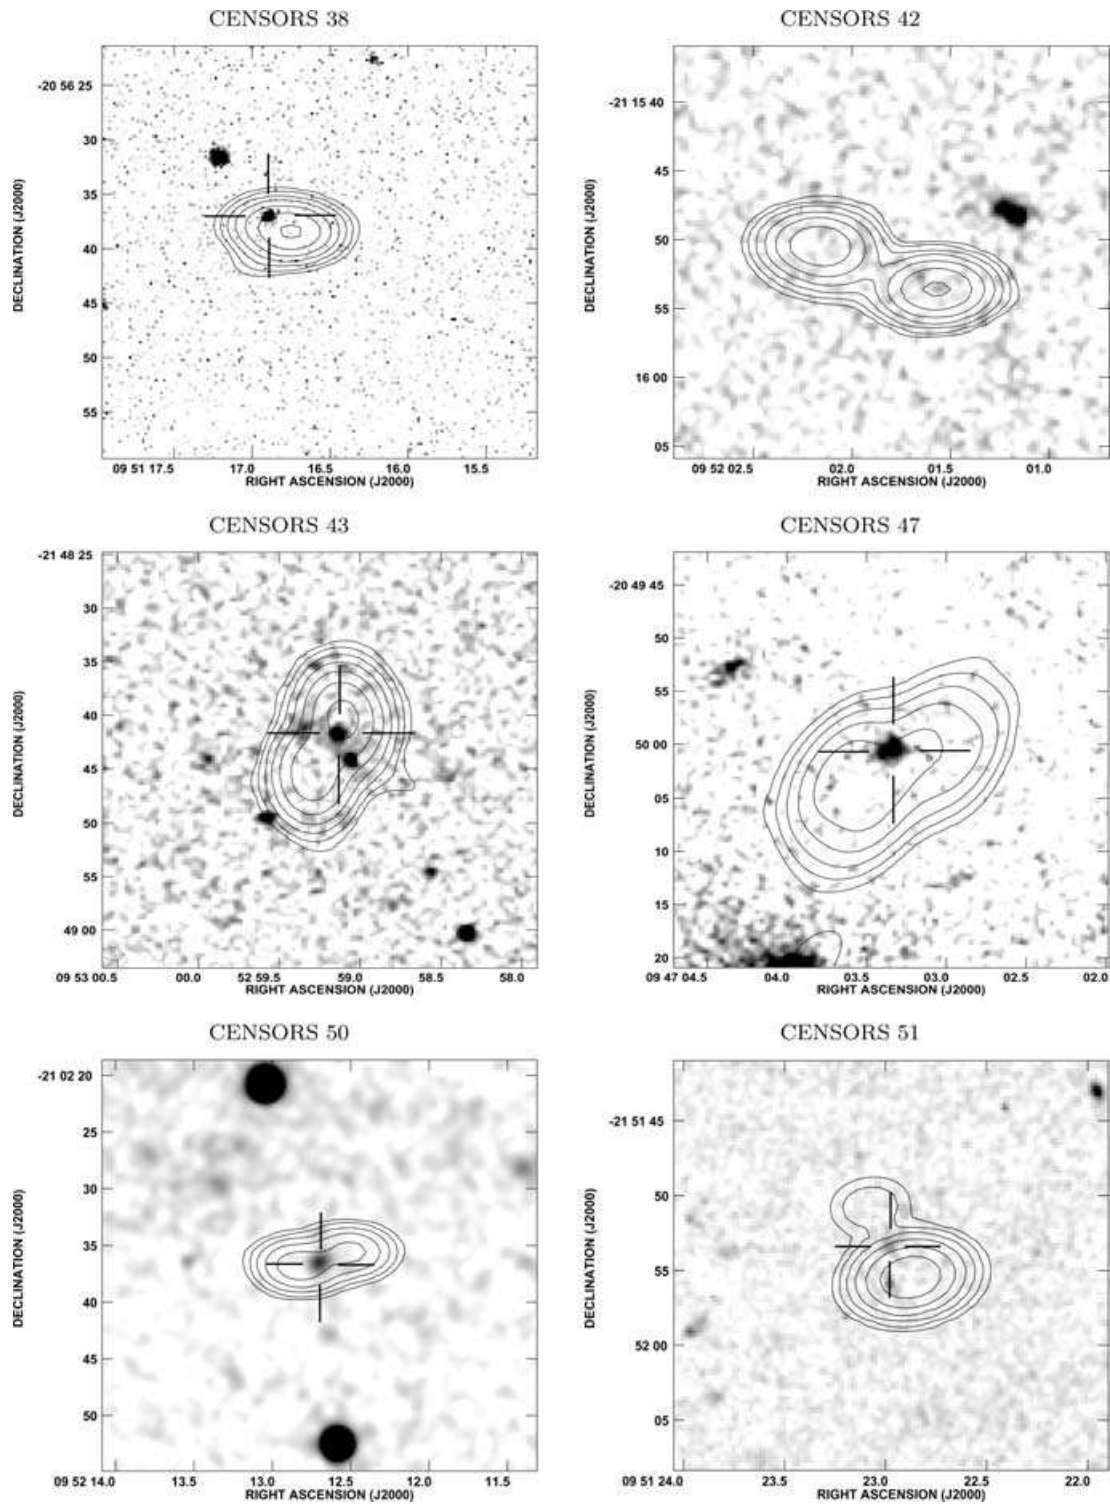 CENSORS 38
-20 56 25
30
35
40
45
50
55
DECLINATION (J2000)
09 51 17.5 17.0 16.5 16.0 15.5
RIGHT ASCENSION (J2000)
CENSORS 42
-21 15 40
45
50
55
16 00
05
DECLINATION (J2000)
09 52 02.5 02.0 01.5 01.0
RIGHT ASCENSION (J2000)
CENSORS 43
-21 48 25
30
35
40
45
50
55
49 00
DECLINATION (J2000)
09 53 00.5 00.0 52 59.5 59.0 58.5 58.0
RIGHT ASCENSION (J2000)
CENSORS 47
-20 49 45
50
55
50 00
05
10
15
20
DECLINATION (J2000)
09 47 04.5 04.0 03.5 03.0 02.5 02.0
RIGHT ASCENSION (J2000)
CENSORS 50
-21 02 20
25
30
35
40
45
50
DECLINATION (J2000)
09 52 14.0 13.5 13.0 12.5 12.0 11.5
RIGHT ASCENSION (J2000)
CENSORS 51
-21 51 45
50
55
52 00
05
DECLINATION (J2000)
09 51 24.0 23.5 23.0 22.5 22.0
RIGHT ASCENSION (J2000)